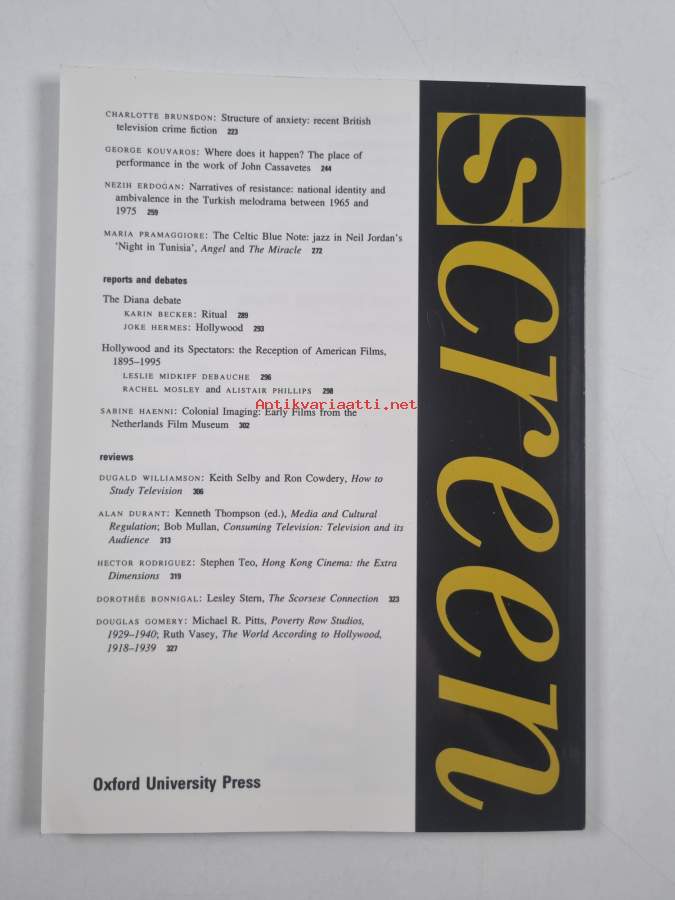 CHARLOTTE BRUNSDON: Structure of anxiety: recent British
television crime fiction 223
GEORGE KOUVAROS: Where does it happen? The place of
performance in the work of John Cassavetes 244
NEZIH ERDOĞAN: Narratives of resistance: national identity and
ambivalence in the Turkish melodrama between 1965 and
1975 259
MARIA PRAMAGGIORE: The Celtic Blue Note: jazz in Neil Jordan's
'Night in Tunisia', Angel and The Miracle 272
reports and debates
The Diana debate
KARIN BECKER: Ritual 289
JOKE HERMES: Hollywood 293
Hollywood and its Spectators: the Reception of American Films,
1895–1995
LESLIE MIDKIFF DEBAUCHE 296
RACHEL MOSLEY and ALISTAIR PHILLIPS 298
Antikvariaatti.net
SABINE HAENNI: Colonial Imaging: Early Films from the
Netherlands Film Museum 302
reviews
DUGALD WILLIAMSON: Keith Selby and Ron Cowdery, How to
Study Television 306
ALAN DURANT: Kenneth Thompson (ed.), Media and Cultural
Regulation; Bob Mullan, Consuming Television: Television and its
Audience 313
HECTOR RODRIGUEZ: Stephen Teo, Hong Kong Cinema: the Extra
Dimensions 319
DOROTHÉE BONNIGAL: Lesley Stern, The Scorsese Connection 323
DOUGLAS GOMERY: Michael R. Pitts, Poverty Row Studios,
1929–1940; Ruth Vasey, The World According to Hollywood,
1918–1939 327
Oxford University Press
screen